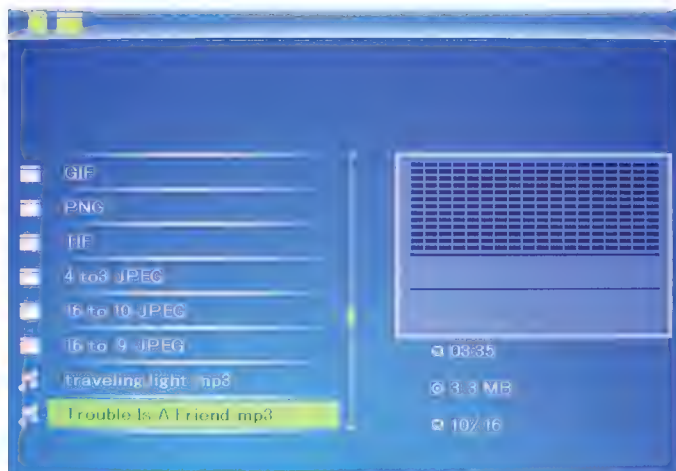 GIF
PNG
TIF
4 to3 JPEG
16 to 10 JPEG
16 to 9 JPEG
traveling light mp3
Trouble Is A Friend mp3
03:35
3.3 MB
10/16